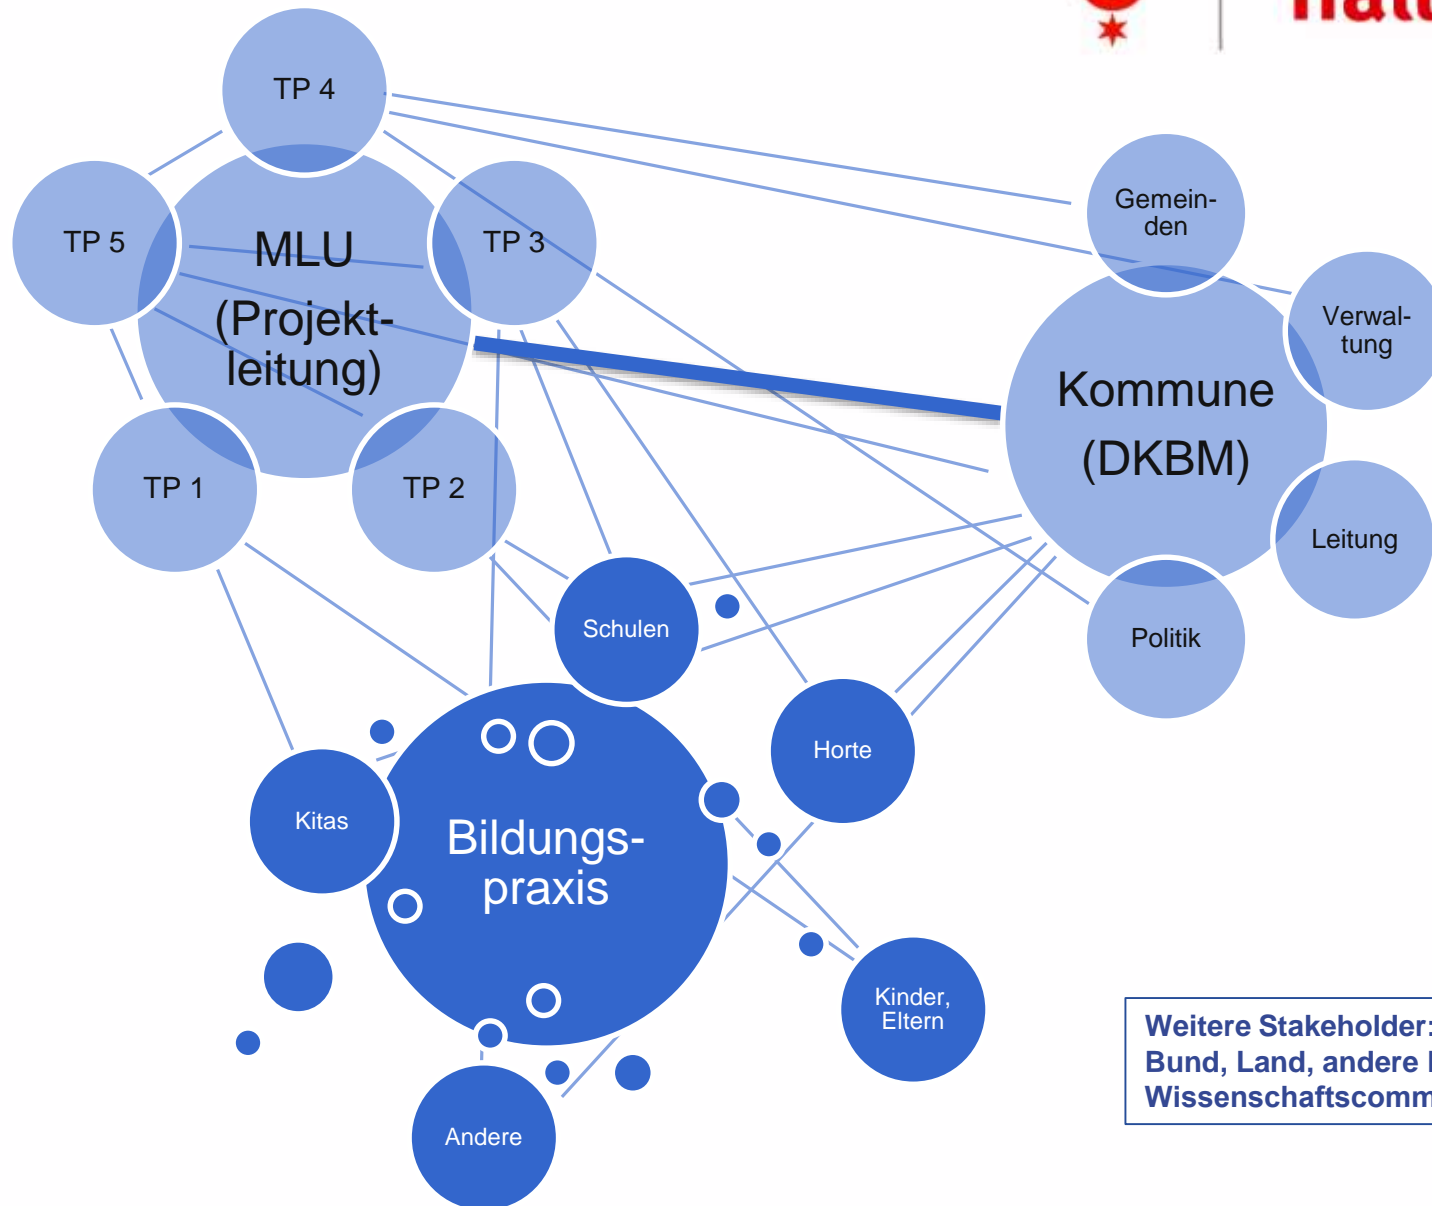 TP 4
TP 5
MLU
(Projekt-
leitung)
TP 3
TP 1
TP 2
Gemein-
den
Verwal-
tung
Kommune
(DKBM)
Leitung
Politik
Schulen
Horte
Kitas
Bildungs-
praxis
Kinder,
Eltern
Andere
Weitere Stakeholder:
Bund, Land, andere